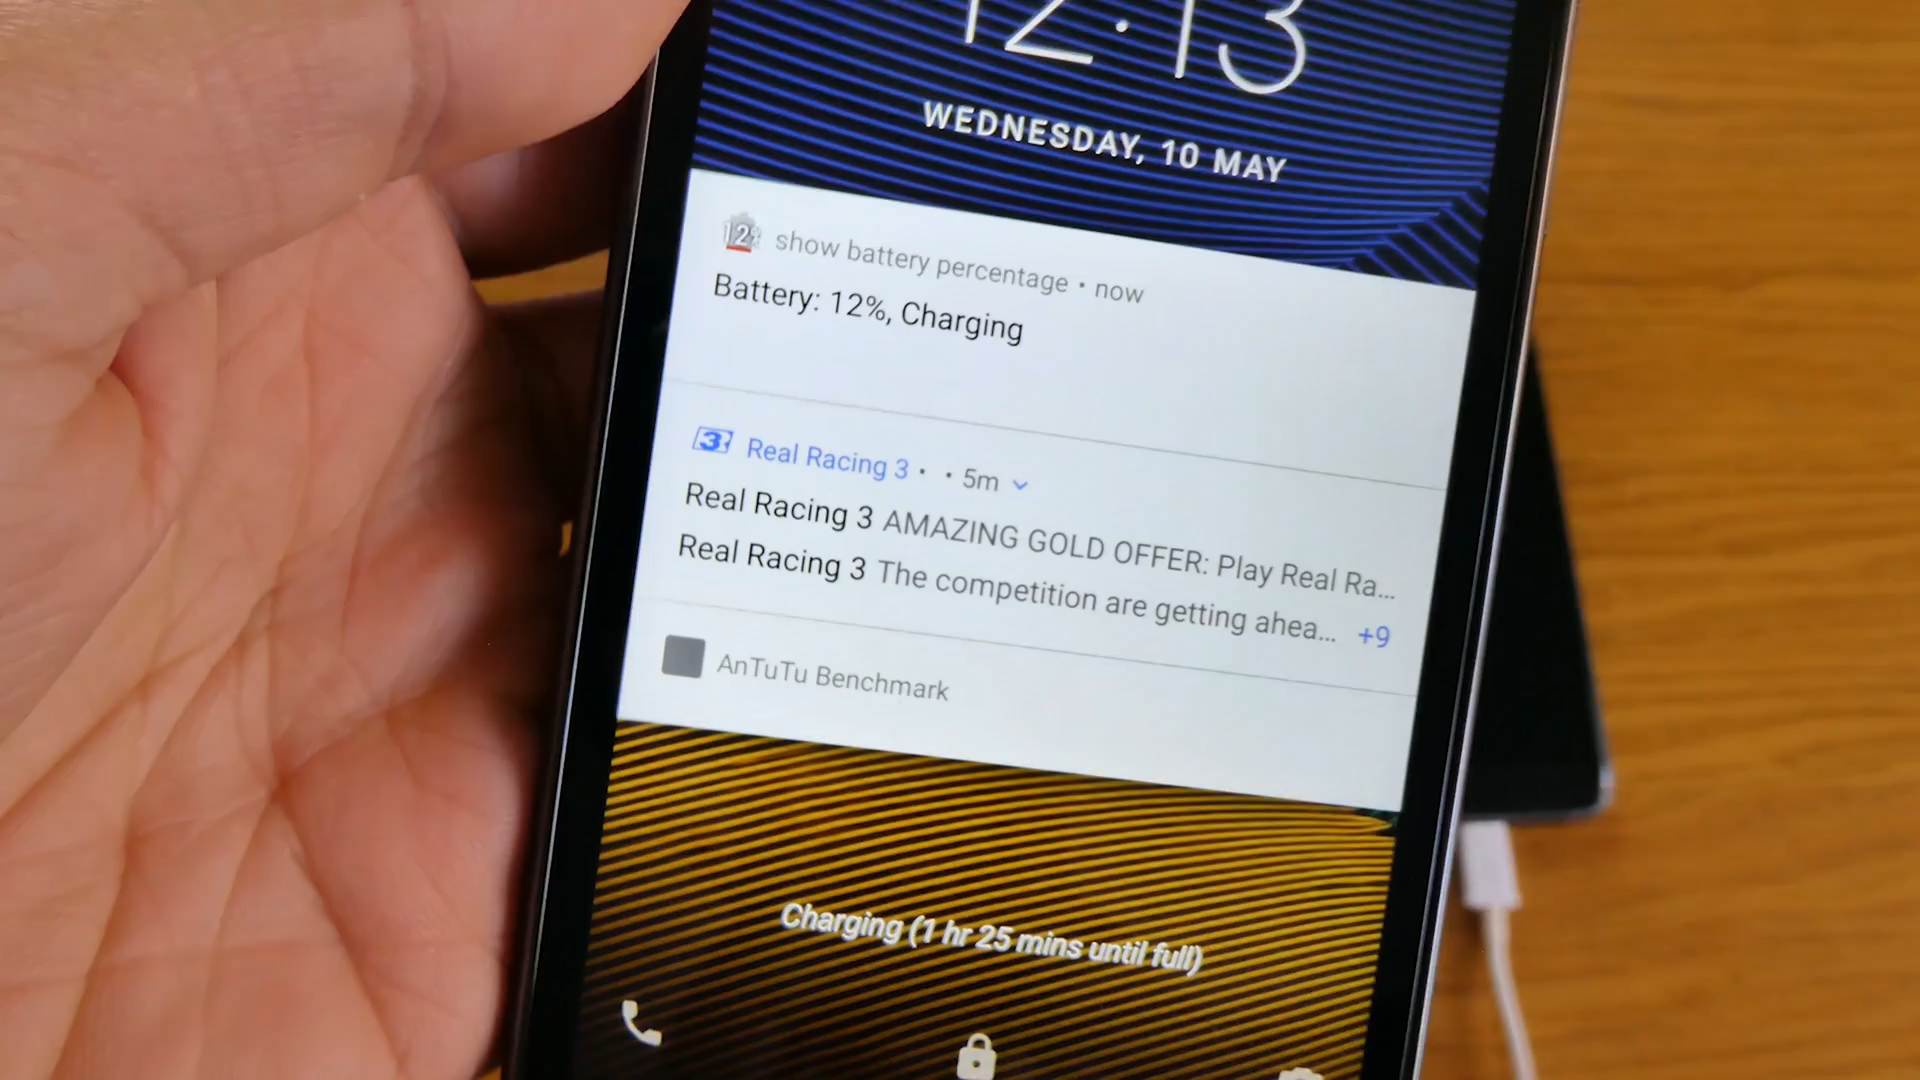 12:13
WEDNESDAY, 10 MAY
12%
show battery percentage • now
Battery: 12%, Charging
3 Real Racing 3 • • 5m
Real Racing 3 AMAZING GOLD OFFER: Play Real Ra...
Real Racing 3 The competition are getting ahea... +9
AnTuTu Benchmark
Charging (1 hr 25 mins until full)